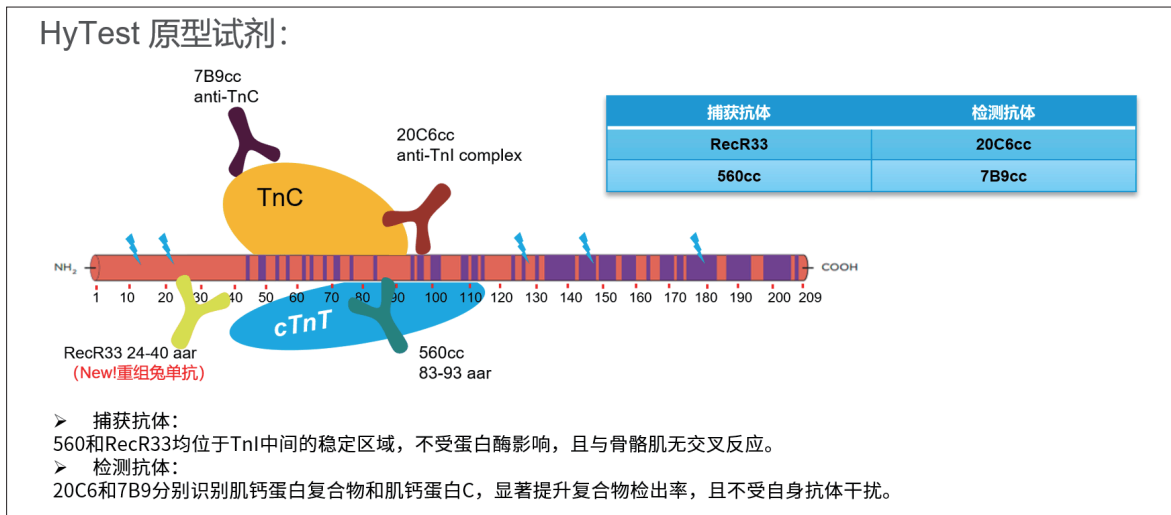 HyTest 原型试剂：
7B9cc
anti-TnC
20C6cc
anti-TnI complex
捕获抗体 检测抗体
RecR33 20C6cc
560cc 7B9cc
TnC
NH₂ COOH
1 10 20 30 40 50 60 70 80 90 100 110 120 130 140 150 160 170 180 190 200 209
cTnT
RecR33 24-40 aar
（New!重组兔单抗）
560cc
83-93 aar
➢ 捕获抗体：
560和RecR33均位于TnI中间的稳定区域，不受蛋白酶影响，且与骨骼肌无交叉反应。
➢ 检测抗体：
20C6和7B9分别识别肌钙蛋白复合物和肌钙蛋白C，显著提升复合物检出率，且不受自身抗体干扰。